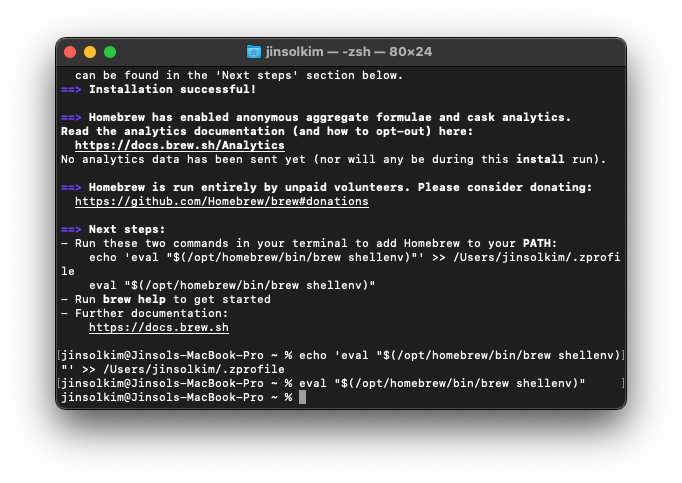 jinsolkim — -zsh — 80×24
can be found in the 'Next steps' section below.
==> Installation successful!
==> Homebrew has enabled anonymous aggregate formulae and cask analytics.
Read the analytics documentation (and how to opt-out) here:
https://docs.brew.sh/Analytics
No analytics data has been sent yet (nor will any be during this install run).
==> Homebrew is run entirely by unpaid volunteers. Please consider donating:
https://github.com/Homebrew/brew#donations
==> Next steps:
- Run these two commands in your terminal to add Homebrew to your PATH:
echo 'eval "$(/opt/homebrew/bin/brew shellenv)"' >> /Users/jinsolkim/.zprofi
le
eval "$(/opt/homebrew/bin/brew shellenv)"
- Run brew help to get started
- Further documentation:
https://docs.brew.sh
[jinsolkim@Jinsols-MacBook-Pro ~ % echo 'eval "$(/opt/homebrew/bin/brew shellenv)]
"' >> /Users/jinsolkim/.zprofile
[jinsolkim@Jinsols-MacBook-Pro ~ % eval "$(/opt/homebrew/bin/brew shellenv)" ]
jinsolkim@Jinsols-MacBook-Pro ~ %